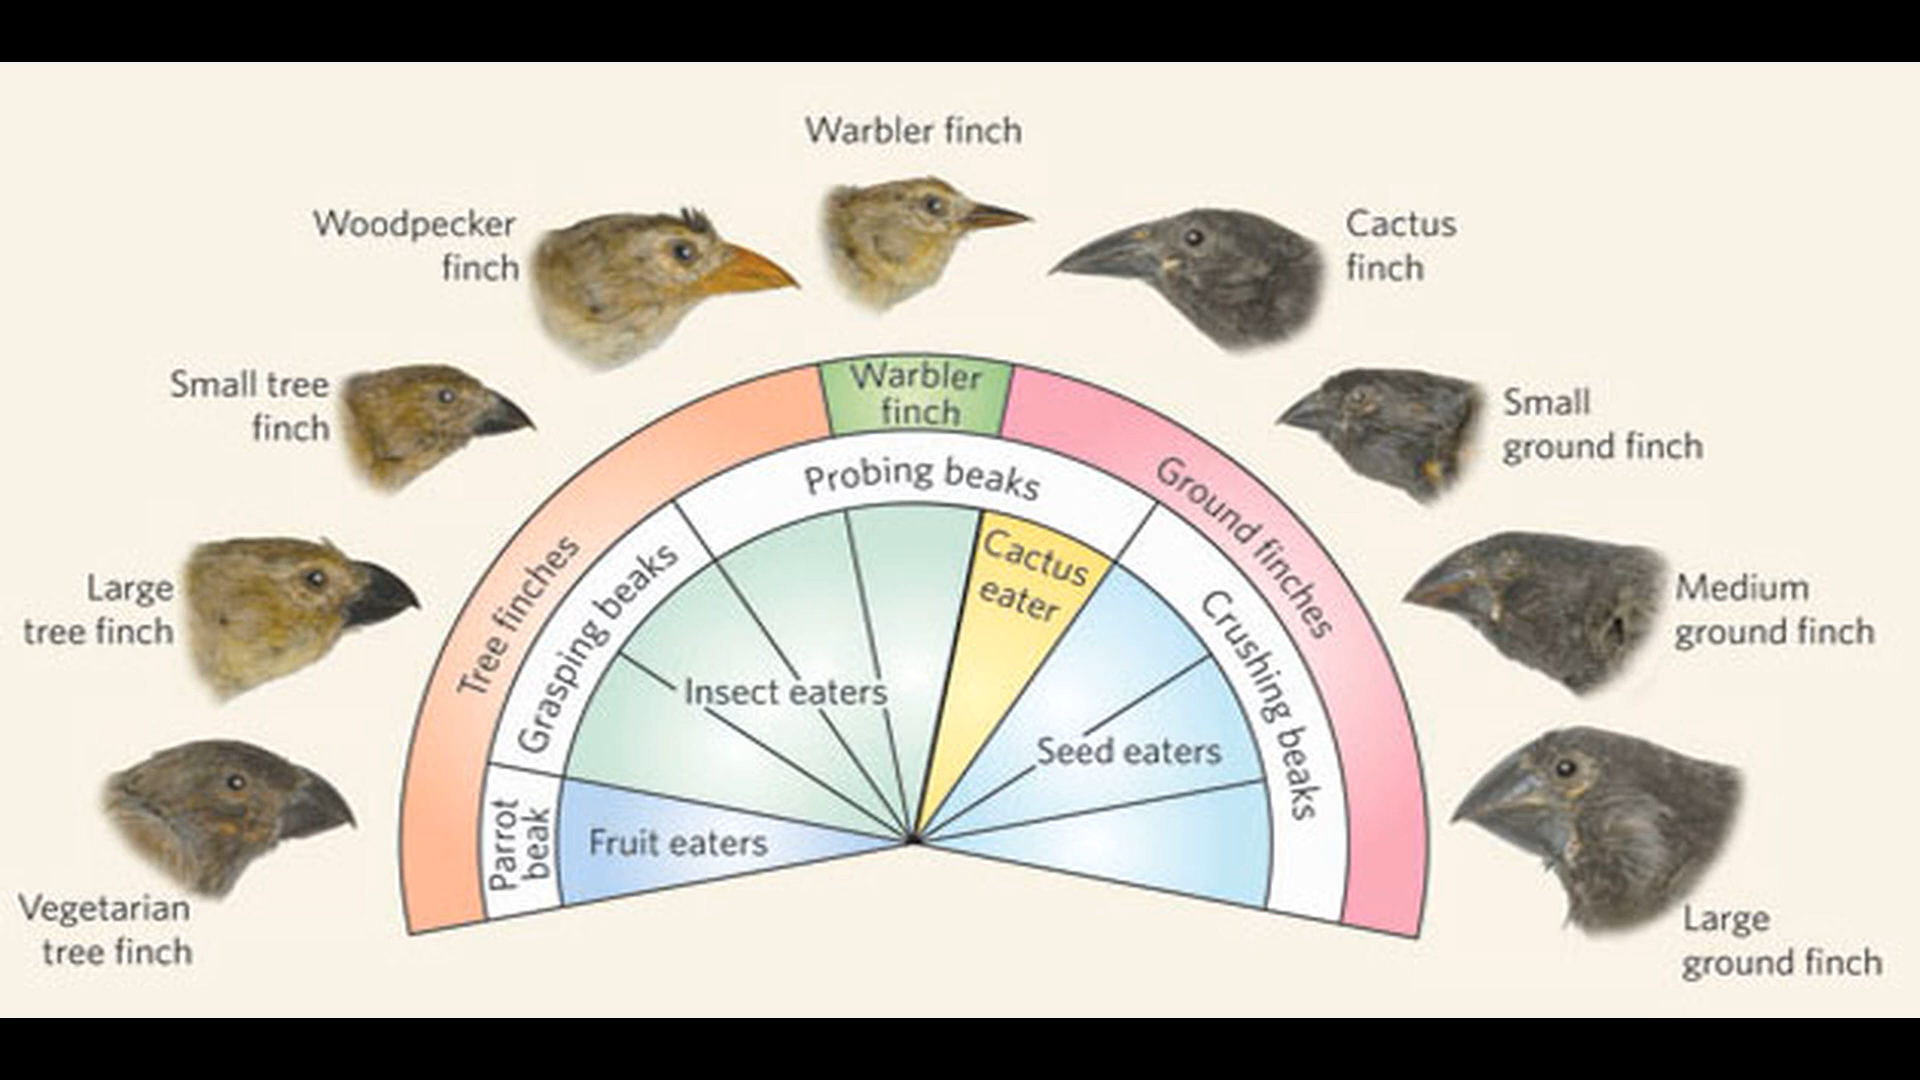 Warbler finch
Woodpecker
finch
Cactus
finch
Small tree
finch
Small
ground finch
Large
tree finch
Medium
ground finch
Vegetarian
tree finch
Large
ground finch
Warbler
finch
Tree finches
Ground finches
Probing beaks
Grasping beaks
Crushing beaks
Parrot
beak
Cactus
eater
Insect eaters
Seed eaters
Fruit eaters